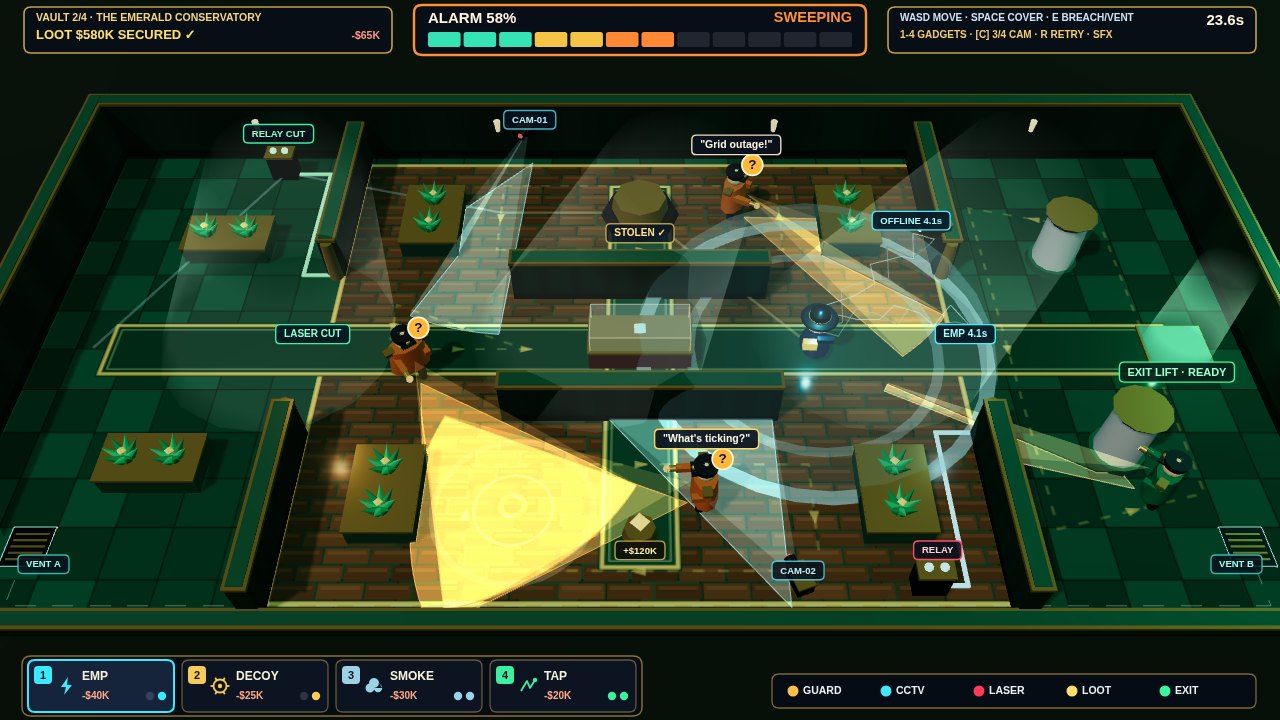 VAULT 2/4 · THE EMERALD CONSERVATORY
LOOT $580K SECURED ✓
-$65K
ALARM 58%
SWEEPING
WASD MOVE · SPACE COVER · E BREACH/VENT
1-4 GADGETS · [C] 3/4 CAM · R RETRY · SFX
23.6s
CAM-01
RELAY CUT
"Grid outage!"
?
OFFLINE 4.1s
STOLEN ✓
LASER CUT
?
EMP 4.1s
EXIT LIFT · READY
"What's ticking?"
?
+$120K
RELAY
VENT A
CAM-02
VENT B
1 EMP
-$40K
2 DECOY
-$25K
3 SMOKE
-$30K
4 TAP
-$20K
GUARD
CCTV
LASER
LOOT
EXIT